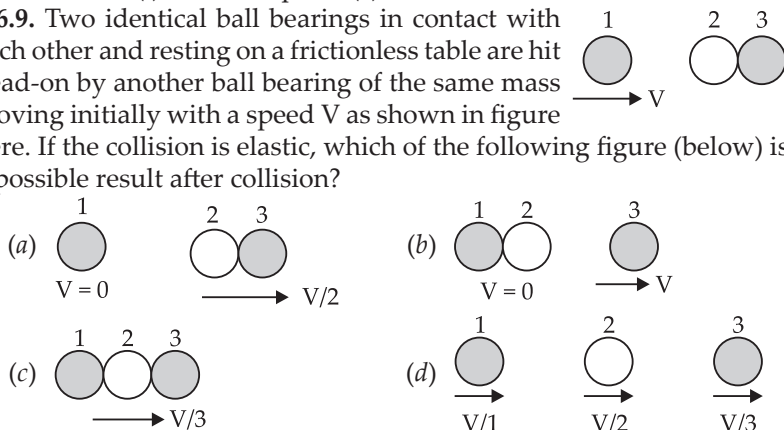 6.9. Two identical ball bearings in contact with
ch other and resting on a frictionless table are hit
ead-on by another ball bearing of the same mass
oving initially with a speed V as shown in figure
ere. If the collision is elastic, which of the following figure (below) is
possible result after collision?
1 2 3
V
(a) 1 2 3
V = 0 V/2
(b) 1 2 3
V = 0 V
(c) 1 2 3
V/3
(d) 1 2 3
V/1 V/2 V/3